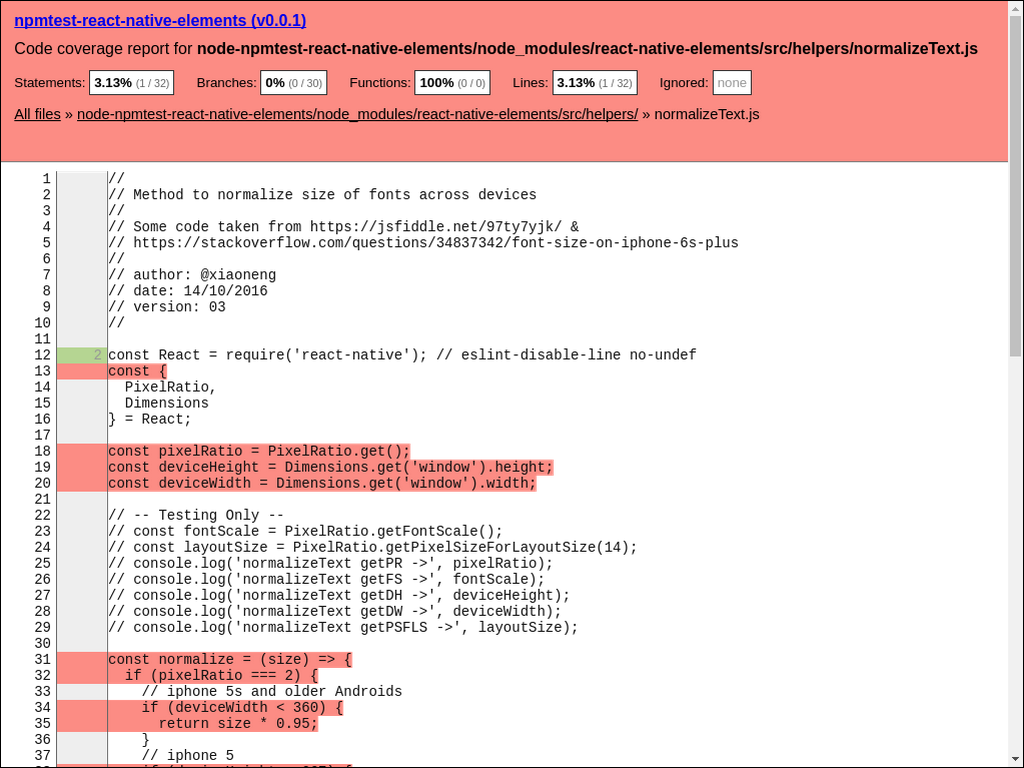 npmtest-react-native-elements (v0.0.1)
Code coverage report for node-npmtest-react-native-elements/node_modules/react-native-elements/src/helpers/normalizeText.js
Statements: 3.13% (1 / 32) Branches: 0% (0 / 30) Functions: 100% (0 / 0) Lines: 3.13% (1 / 32) Ignored: none
All files » node-npmtest-react-native-elements/node_modules/react-native-elements/src/helpers/ » normalizeText.js
1 //
2 // Method to normalize size of fonts across devices
3 //
4 // Some code taken from https://jsfiddle.net/97ty7yjk/ &
5 // https://stackoverflow.com/questions/34837342/font-size-on-iphone-6s-plus
6 //
7 // author: @xiaoneng
8 // date: 14/10/2016
9 // version: 03
10 //
11
12 2 const React = require('react-native'); // eslint-disable-line no-undef
13 const {
14 PixelRatio,
15 Dimensions
16 } = React;
17
18 const pixelRatio = PixelRatio.get();
19 const deviceHeight = Dimensions.get('window').height;
20 const deviceWidth = Dimensions.get('window').width;
21
22 // -- Testing Only --
23 // const fontScale = PixelRatio.getFontScale();
24 // const layoutSize = PixelRatio.getPixelSizeForLayoutSize(14);
25 // console.log('normalizeText getPR ->', pixelRatio);
26 // console.log('normalizeText getFS ->', fontScale);
27 // console.log('normalizeText getDH ->', deviceHeight);
28 // console.log('normalizeText getDW ->', deviceWidth);
29 // console.log('normalizeText getPSFLS ->', layoutSize);
30
31 const normalize = (size) => {
32 if (pixelRatio === 2) {
33 // iphone 5s and older Androids
34 if (deviceWidth < 360) {
35 return size * 0.95;
36 }
37 // iphone 5